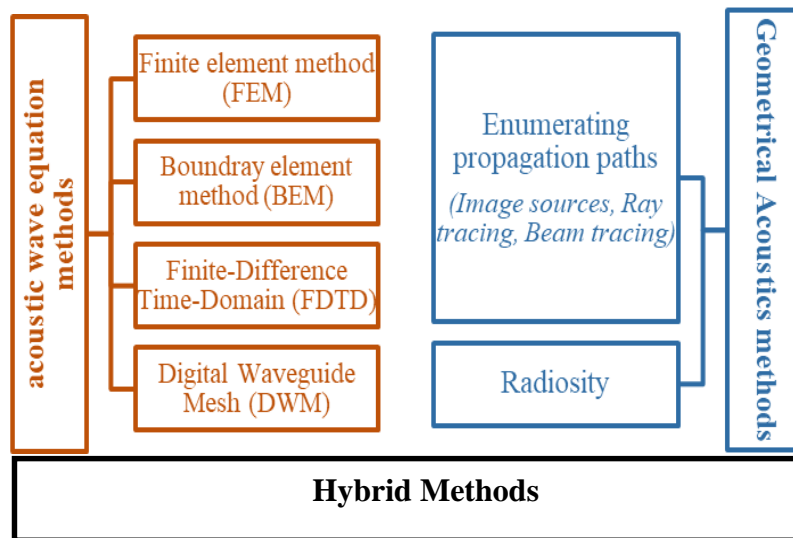 acoustic wave equation
methods
Finite element method
(FEM)
Boundray element
method (BEM)
Finite-Difference
Time-Domain (FDTD)
Digital Waveguide
Mesh (DWM)
Enumerating
propagation paths
(Image sources, Ray
tracing, Beam tracing)
Radiosity
Geometrical Acoustics methods
Hybrid Methods